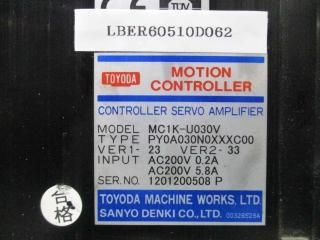 TÜV
LBER60510D062
TOYODA
MOTION
CONTROLLER
CONTROLLER SERVO AMPLIFIER
MODEL MC1K-U030V
TYPE PY0A030N0XXXC00
VER1- 23 VER2- 33
INPUT AC200V 0.2A
AC200V 5.8A
SER.NO. 1201200508 P
TOYODA MACHINE WORKS, LTD.
SANYO DENKI CO., LTD.
合格